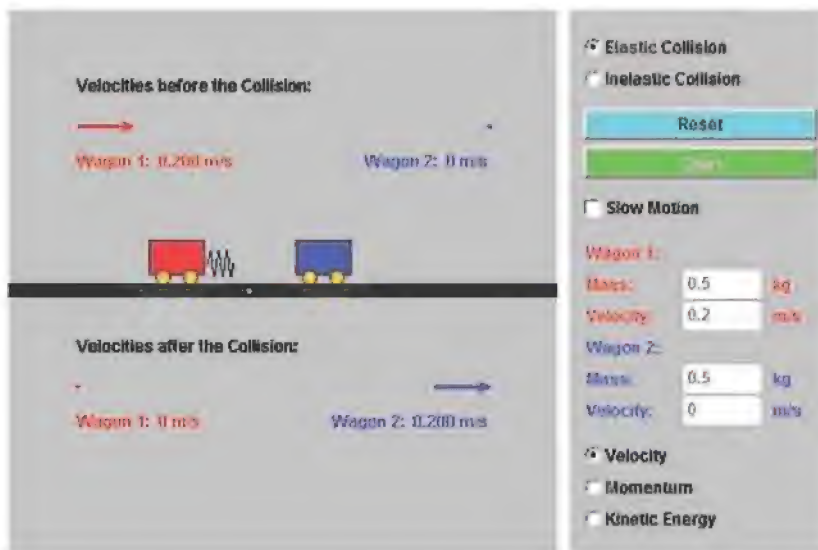 Velocities before the Collision:
Wagon 1: 0.200 m/s
Wagon 2: 0 m/s
Velocities after the Collision:
Wagon 1: 0 m/s
Wagon 2: 0.200 m/s
Elastic Collision
Inelastic Collision
Reset
Slow Motion
Wagon 1:
Mass: 0.5 kg
Velocity: 0.2 m/s
Wagon 2:
Mass: 0.5 kg
Velocity: 0 m/s
Velocity
Momentum
Kinetic Energy